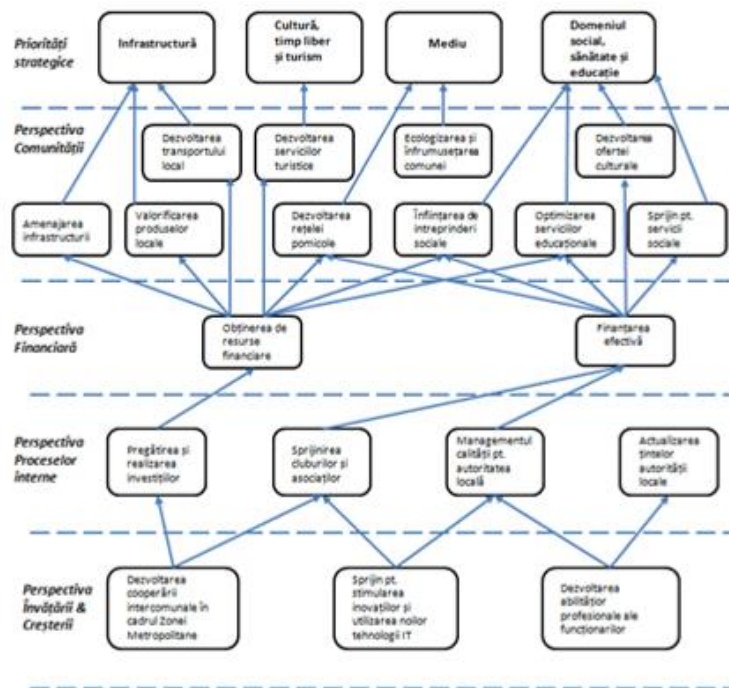 Priorități
strategice
Infrastructură
Cultură,
timp liber
și turism
Mediu
Domeniul
social,
sănătate și
educație
Perspectiva
Comunității
Dezvoltarea
transportului
local
Dezvoltarea
serviciilor
turistice
Ecologizarea și
înfrumusețarea
comunei
Dezvoltarea
ofertei
culturale
Amenajarea
infrastructurii
Valorificarea
produselor
locale
Dezvoltarea
rețelei
pomicole
Înființarea de
intreprinderi
sociale
Optimizarea
serviciilor
educaționale
Sprijin pt.
servicii
sociale
Perspectiva
Financiară
Obținerea de
resurse
financiare
Finanțarea
efectivă
Perspectiva
Proceselor
interne
Pregătirea și
realizarea
investițiilor
Sprijinirea
cluburilor și
asociaților
Managementul
calității pt.
autoritatea
locală
Actualizarea
țintelor
autorității
locale
Perspectiva
Învățării &
Creșterii
Dezvoltarea
cooperării
intercomunale în
cadrul Zonei
Metropolitane
Sprijin pt.
stimularea
inovațiilor și
utilizarea noilor
tehnologii IT
Dezvoltarea
abilităților
profesionale ale
funcționarilor